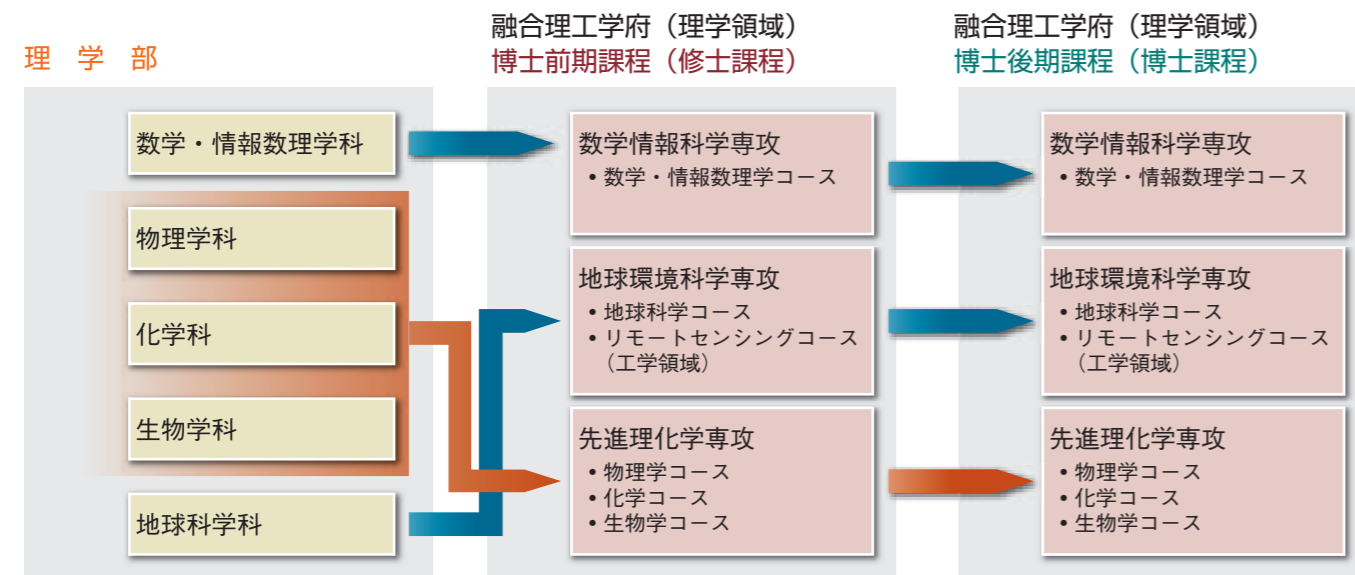 理 学 部
数学・情報数理学科
物理学科
化学科
生物学科
地球科学科
融合理工学府（理学領域）
博士前期課程（修士課程）
数学情報科学専攻
•数学・情報数理学コース
地球環境科学専攻
•地球科学コース
•リモートセンシングコース
（工学領域）
先進理化学専攻
•物理学コース
•化学コース
•生物学コース
融合理工学府（理学領域）
博士後期課程（博士課程）
数学情報科学専攻
•数学・情報数理学コース
地球環境科学専攻
•地球科学コース
•リモートセンシングコース
（工学領域）
先進理化学専攻
•物理学コース
•化学コース
•生物学コース